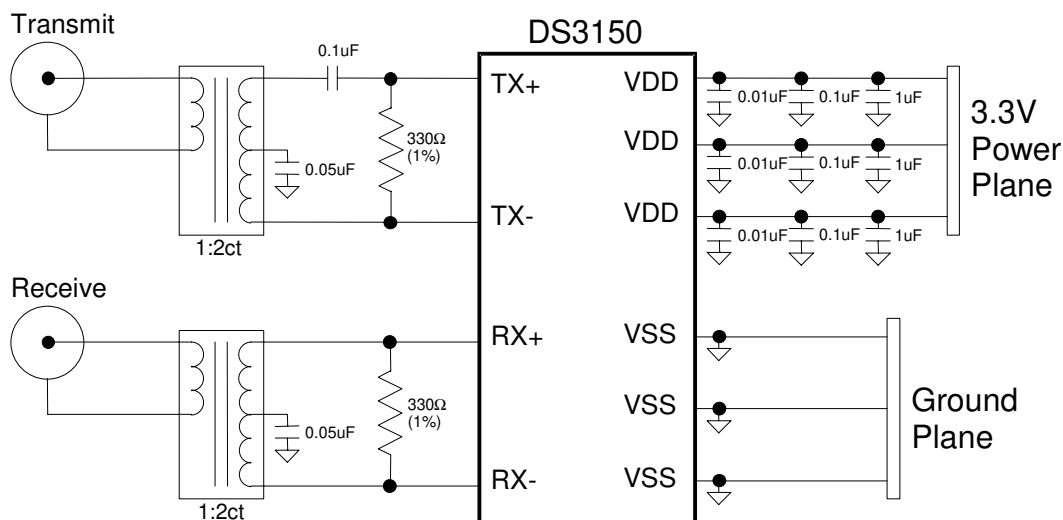 Transmit
DS3150
0.1uF
TX+
VDD
0.01uF
0.1uF
1uF
3.3V
Power
Plane
330Ω
(1%)
0.05uF
VDD
0.01uF
0.1uF
1uF
TX-
VDD
0.01uF
0.1uF
1uF
1:2ct
Receive
RX+
VSS
330Ω
(1%)
0.05uF
VSS
Ground
Plane
RX-
VSS
1:2ct